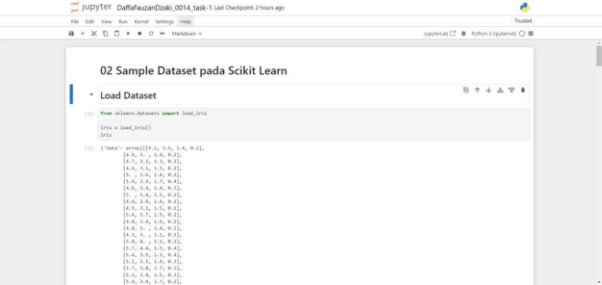 jupyter DaffaFauzanDzaki_0014_task-1 Last Checkpoint: 2 hours ago
File Edit View Run Kernel Settings Help
Trusted
Markdown
JupyterLab
Python 3 (ipykernel)
02 Sample Dataset pada Scikit Learn
Load Dataset
from sklearn.datasets import load_iris
iris = load_iris()
iris
{'data': array([[5.1, 3.5, 1.4, 0.2],
[4.9, 3. , 1.4, 0.2],
[4.7, 3.2, 1.3, 0.2],
[4.6, 3.1, 1.5, 0.2],
[5. , 3.6, 1.4, 0.2],
[5.4, 3.9, 1.7, 0.4],
[4.6, 3.4, 1.4, 0.3],
[5. , 3.4, 1.5, 0.2],
[4.4, 2.9, 1.4, 0.2],
[4.9, 3.1, 1.5, 0.1],
[5.4, 3.7, 1.5, 0.2],
[4.8, 3.4, 1.6, 0.2],
[4.8, 3. , 1.4, 0.1],
[4.3, 3. , 1.1, 0.1],
[5.8, 4. , 1.2, 0.2],
[5.7, 4.4, 1.5, 0.4],
[5.4, 3.9, 1.3, 0.4],
[5.1, 3.5, 1.4, 0.3],
[5.7, 3.8, 1.7, 0.3],
[5.1, 3.8, 1.5, 0.3],
[5.4, 3.4, 1.7, 0.2],